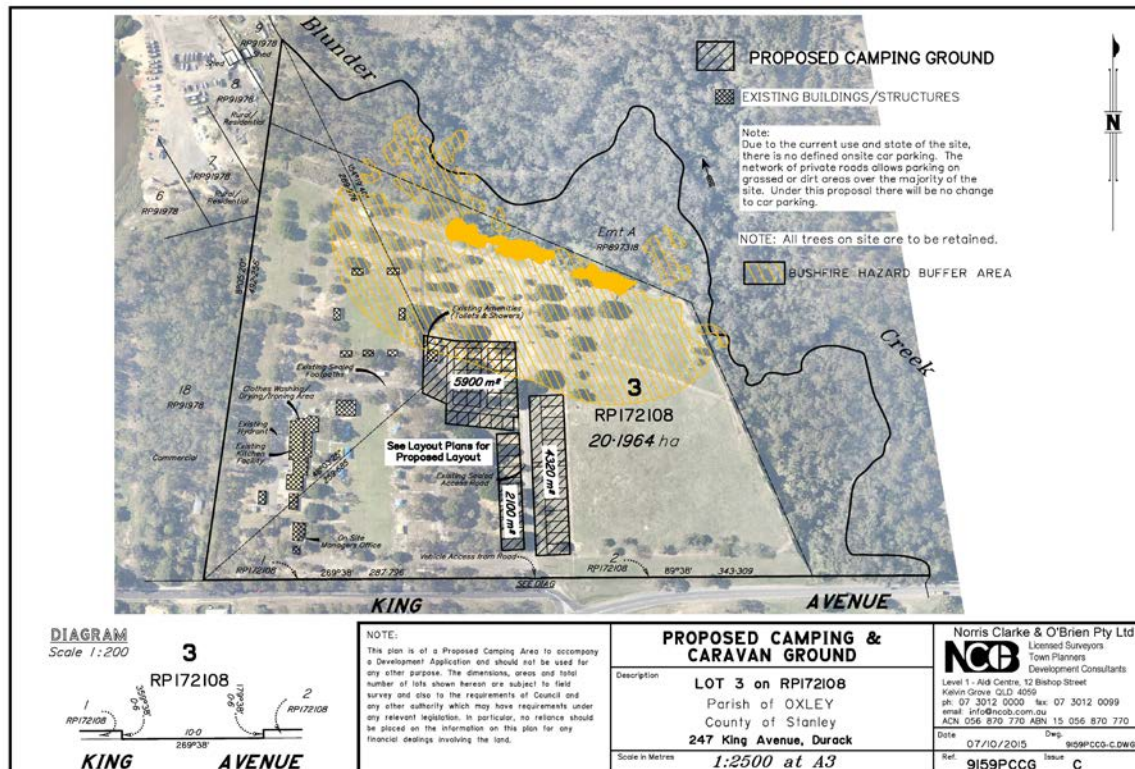 Blunder
PROPOSED CAMPING GROUND
EXISTING BUILDINGS/STRUCTURES
Note:
Due to the current use and state of the site,
there is no defined onsite car parking. The
network of private roads allows parking on
grassed or dirt areas over the majority of the
site. Under this proposal there will be no change
to car parking.
N
NOTE: All trees on site are to be retained.
BUSHFIRE HAZARD BUFFER AREA
9
RP91978
Shed
Shed
8
RP91978
Rural/
Residential
7
RP91978
Rural/
Residential
6
RP91978
Emt A
RP897318
Creek
Existing Amenities
(Toilets & Showers)
Existing Sealed
Footpaths
5900 m²
3
RP172108
20·1964 ha
18
RP91978
Commercial
Clothes Washing/
Drying/Ironing Area
Existing
Hydrant
Existing
Kitchen
Facility
See Layout Plans for
Proposed Layout
Existing Sealed
Access Road
4320 m²
2100 m²
On Site
Managers Office
Vehicle Access from Road
1
RP172108
269°38'
287·796
SEE DIAG
2
RP172108
89°38'
343·309
KING AVENUE
DIAGRAM
Scale 1:200
3
RP172108
1
RP172108
359°38'
0·6
179°38'
0·6
2
RP172108
10·0
269°38'
KING AVENUE
NOTE:
This plan is of a Proposed Camping Area to accompany
a Development Application and should not be used for
any other purpose. The dimensions, areas and total
number of lots shown hereon are subject to field
survey and also to the requirements of Council and
any other authority which may have requirements under
any relevant legislation. In particular, no reliance should
be placed on the information on this plan for any
financial dealings involving the land.
PROPOSED CAMPING &
CARAVAN GROUND
Description
LOT 3 on RP172108
Parish of OXLEY
County of Stanley
247 King Avenue, Durack
Scale in Metres
1:2500 at A3
Norris Clarke & O'Brien Pty Ltd
NCOB
Licensed Surveyors
Town Planners
Development Consultants
Level 1 - Aldi Centre, 12 Bishop Street
Kelvin Grove QLD 4059
ph: 07 3012 0000 fax: 07 3012 0099
email: info@ncob.com.au
ACN 056 870 770 ABN 15 056 870 770
Date
07/10/2015
Dwg.
9159PCCG-C.DWG
Ref.
9159PCCG
Issue
C